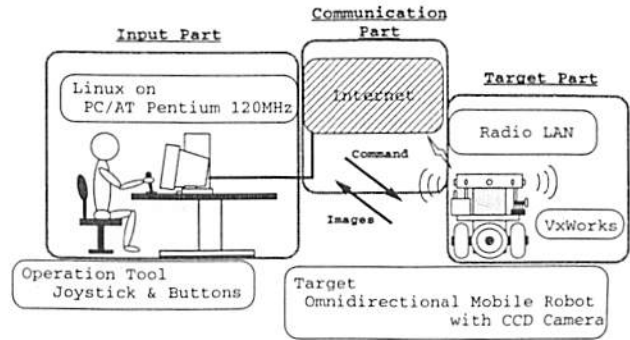 Input Part
Communication
Part
Target Part
Linux on
PC/AT Pentium 120MHz
Internet
Radio LAN
Command
Images
VxWorks
Operation Tool
Joystick & Buttons
Target
Omnidirectional Mobile Robot
with CCD Camera